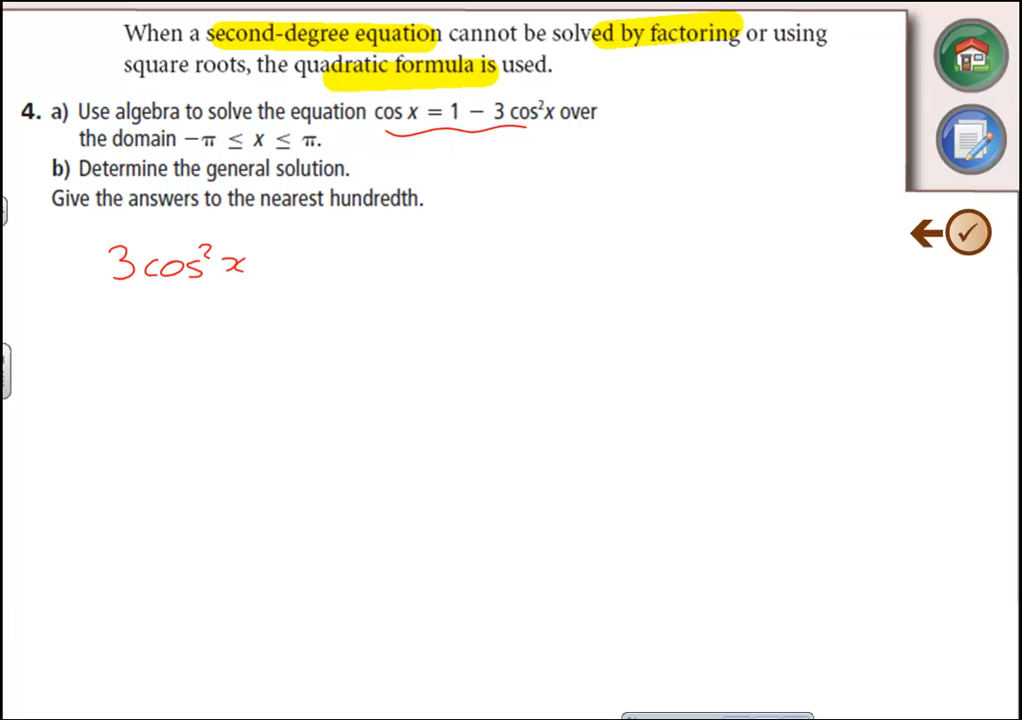 When a second-degree equation cannot be solved by factoring or using
square roots, the quadratic formula is used.
4. a) Use algebra to solve the equation cos x = 1 − 3 cos²x over
the domain −π ≤ x ≤ π.
b) Determine the general solution.
Give the answers to the nearest hundredth.
3 cos² x